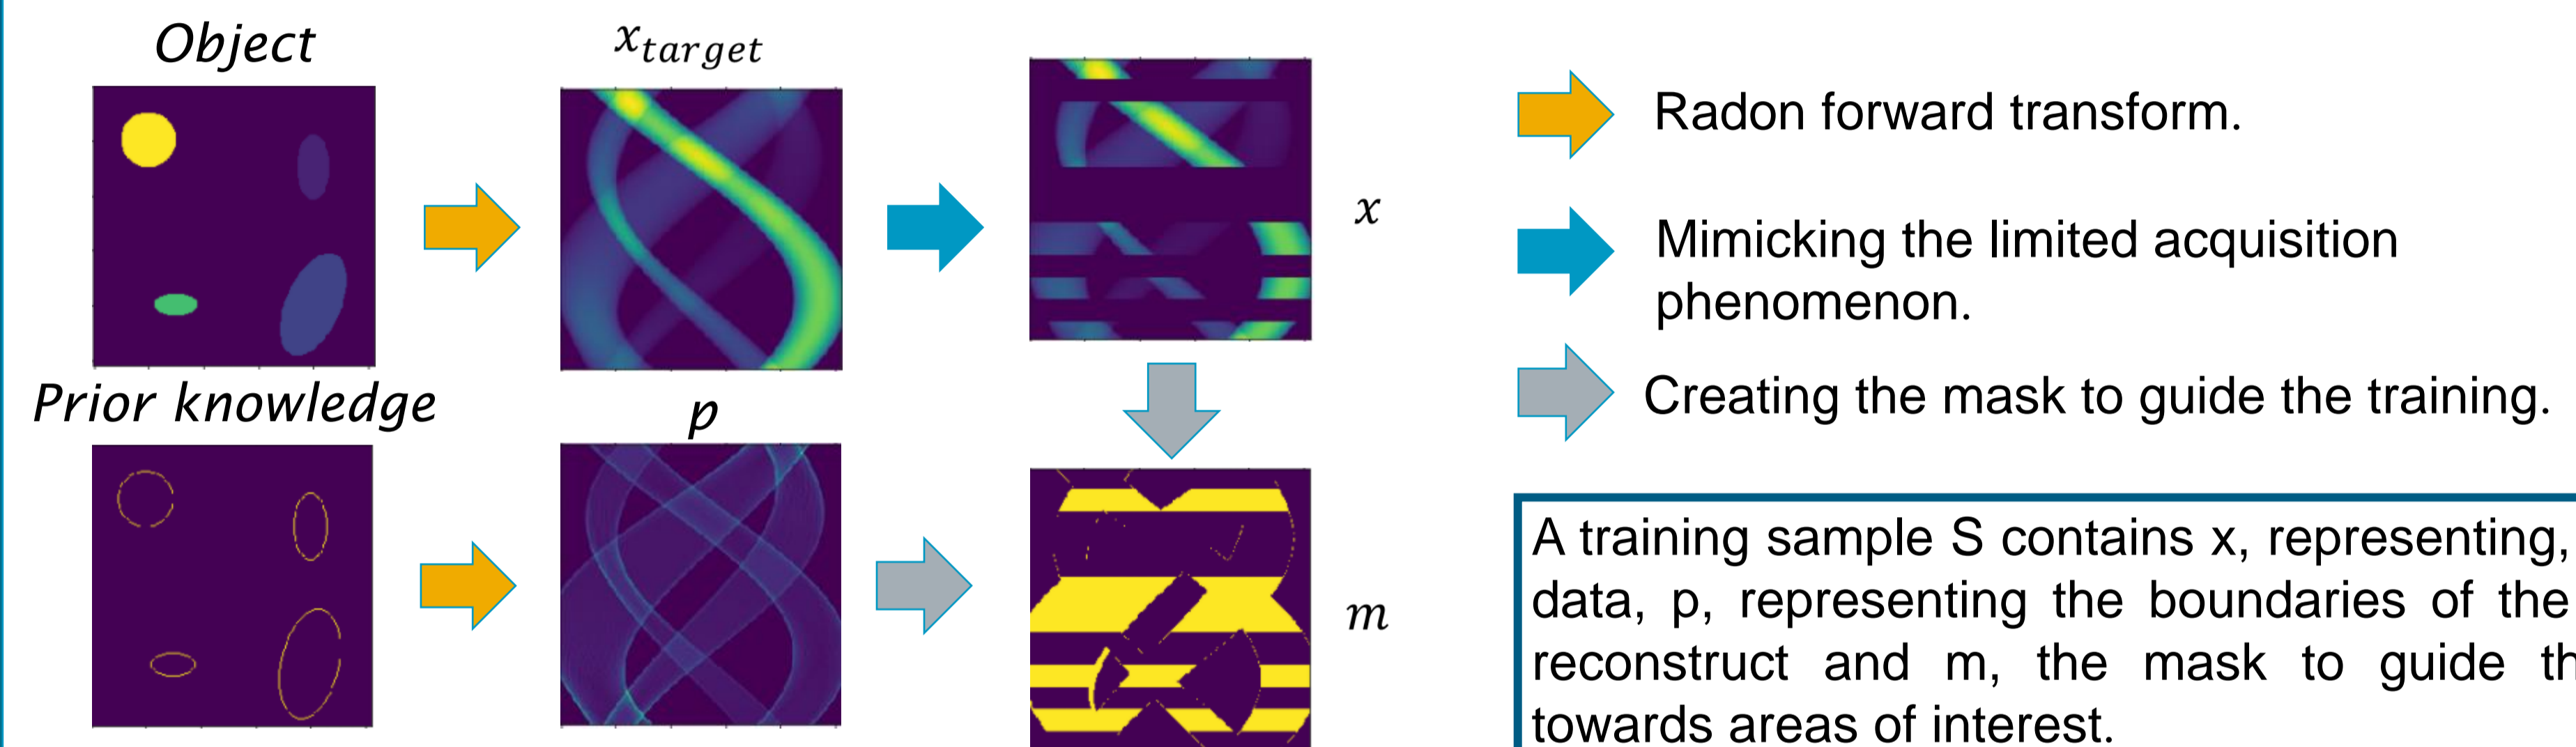 Object
x_target
x
Prior knowledge
p
m
Radon forward transform.
Mimicking the limited acquisition
phenomenon.
Creating the mask to guide the training.
A training sample S contains x, representing,
data, p, representing the boundaries of the
reconstruct and m, the mask to guide
towards areas of interest.